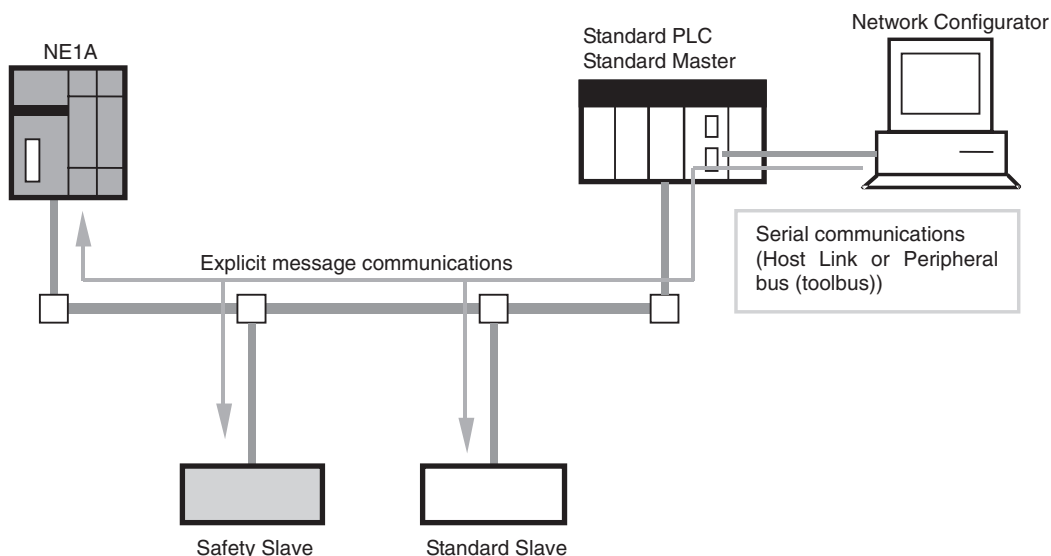 Network Configurator
Standard PLC
Standard Master
NE1A
Serial communications
(Host Link or Peripheral
bus (toolbus))
Explicit message communications
Safety Slave
Standard Slave